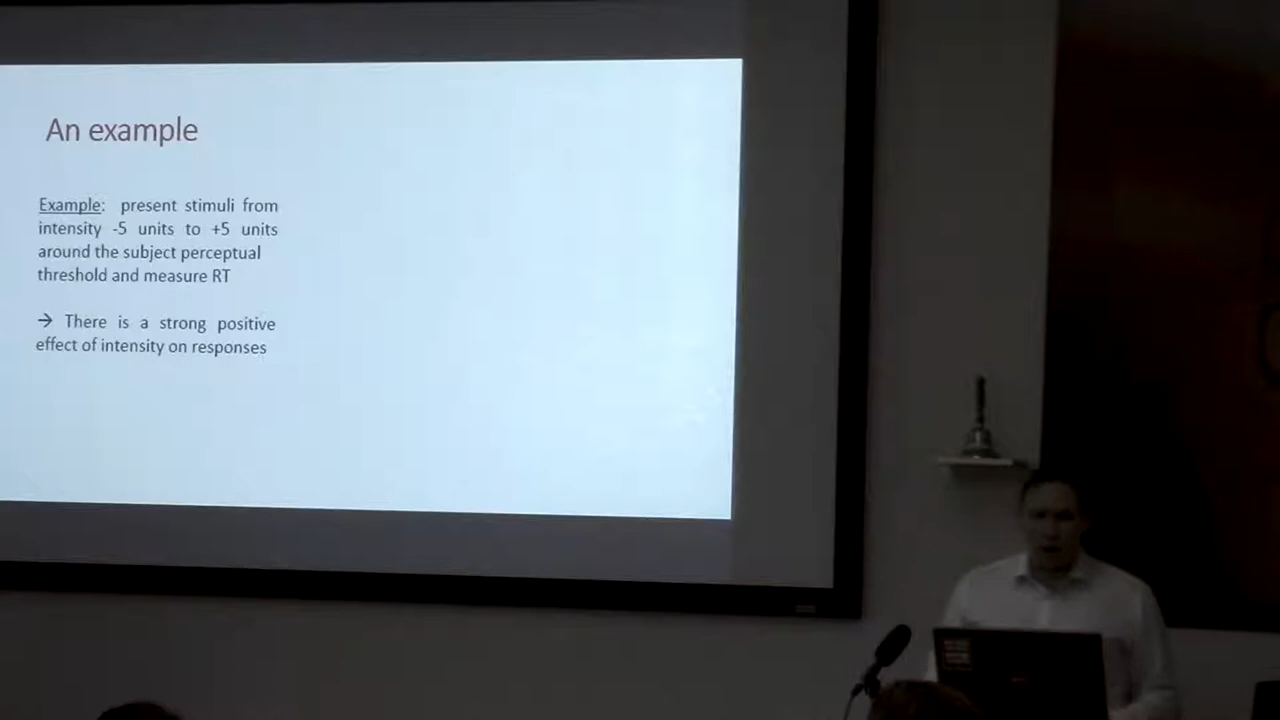 An example
Example: present stimuli from
intensity -5 units to +5 units
around the subject perceptual
threshold and measure RT
→ There is a strong positive
effect of intensity on responses